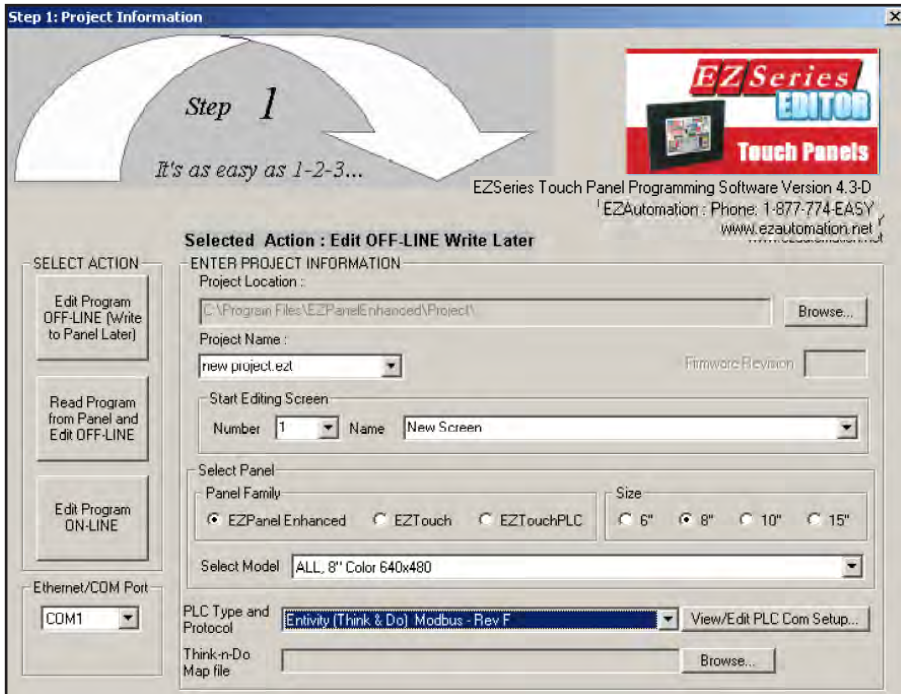 Step 1: Project Information
Step 1
It's as easy as 1-2-3...
EZSeries
EDITOR
Touch Panels
EZSeries Touch Panel Programming Software Version 4.3-D
EZAutomation : Phone: 1-877-774-EASY
www.ezautomation.net
www.ezautomation.net
Selected Action : Edit OFF-LINE Write Later
SELECT ACTION
Edit Program
OFF-LINE (Write
to Panel Later)
Read Program
from Panel and
Edit OFF-LINE
Edit Program
ON-LINE
Ethernet/COM Port
COM1
ENTER PROJECT INFORMATION
Project Location :
C:\Program Files\EZPanelEnhanced\Project\
Browse...
Project Name :
new project.ezt
Firmware Revision
Start Editing Screen
Number 1 Name New Screen
Select Panel
Panel Family
EZPanel Enhanced EZTouch EZTouchPLC
Size
6" 8" 10" 15"
Select Model ALL, 8" Color 640x480
PLC Type and
Protocol
Entivity (Think & Do) Modbus - Rev F
View/Edit PLC Com Setup...
Think-n-Do
Map file
Browse...